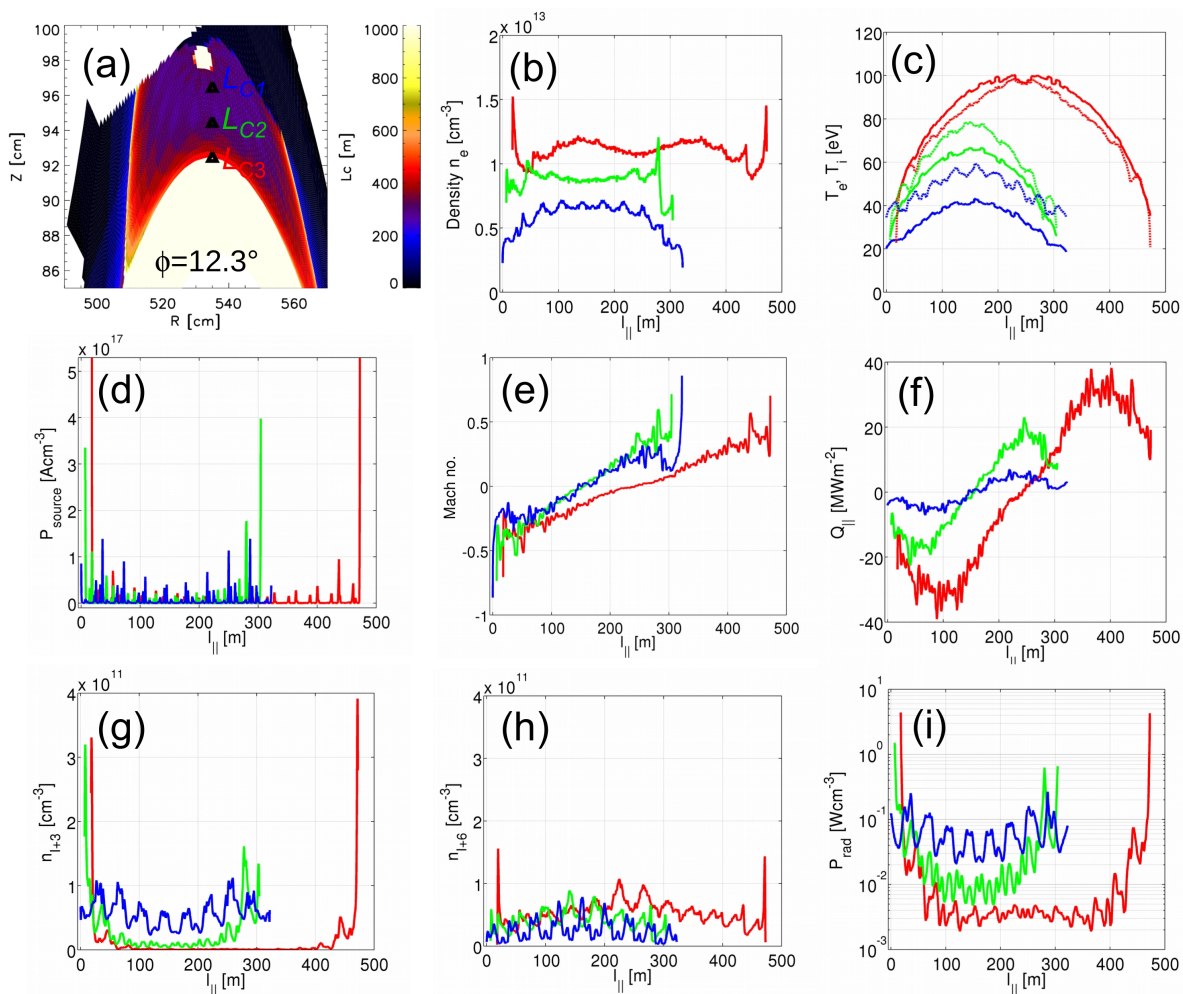 (a)
100
98
96
94
92
90
88
86
Z [cm]
500
520
540
560
R [cm]
L_C1
L_C2
L_C3
ϕ=12.3°
1000
800
600
400
200
0
Lc [m]
(b)
x 10^13
2
1.5
1
0.5
0
Density n_e [cm^-3]
0 100 200 300 400 500
l_|| [m]
(c)
120
100
80
60
40
20
0
T_e, T_i [eV]
0 100 200 300 400 500
l_|| [m]
(d)
x 10^17
5
4
3
2
1
0
P_source [Acm^-3]
0 100 200 300 400 500
l_|| [m]
(e)
1
0.5
0
-0.5
-1
Mach no.
0 100 200 300 400 500
l_|| [m]
(f)
40
20
0
-20
-40
Q_|| [MWm^-2]
0 100 200 300 400 500
l_|| [m]
(g)
x 10^11
4
3
2
1
0
n_I+3 [cm^-3]
0 100 200 300 400 500
l_|| [m]
(h)
x 10^11
4
3
2
1
0
n_I+6 [cm^-3]
0 100 200 300 400 500
l_|| [m]
(i)
10^1
10^0
10^-1
10^-2
10^-3
P_rad [Wcm^-3]
0 100 200 300 400 500
l_|| [m]